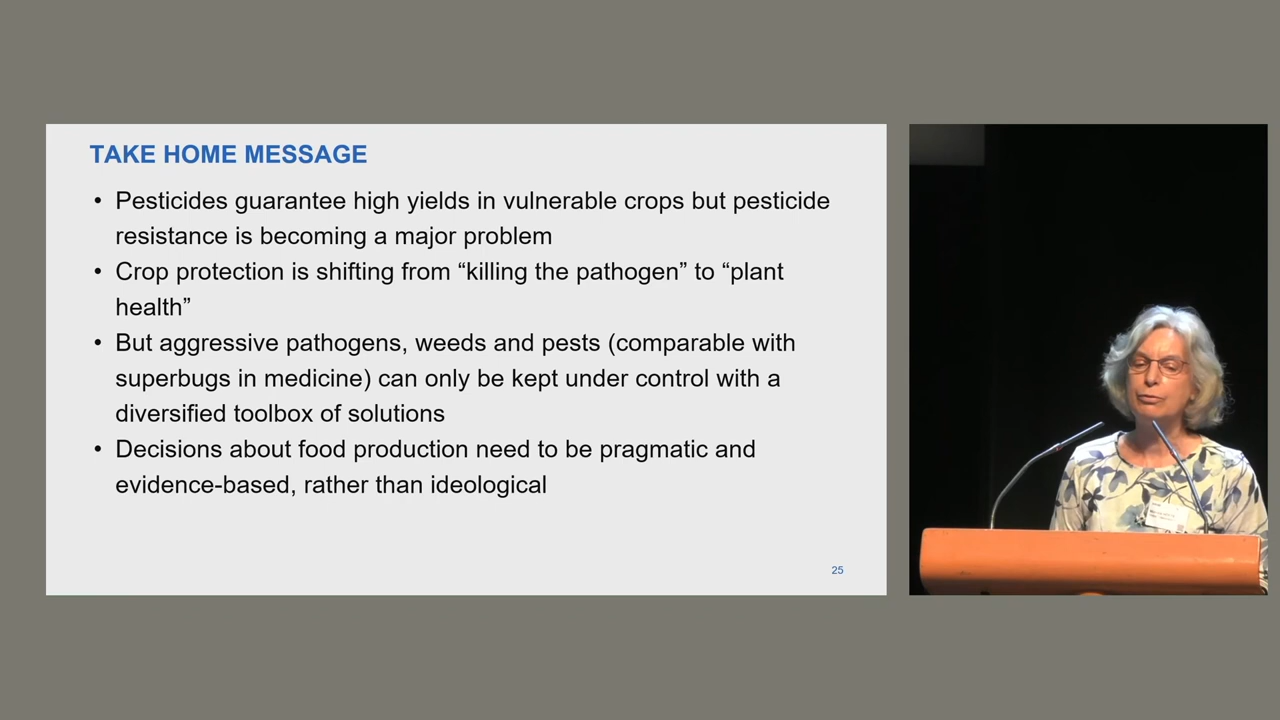 TAKE HOME MESSAGE
• Pesticides guarantee high yields in vulnerable crops but pesticide
resistance is becoming a major problem
• Crop protection is shifting from “killing the pathogen” to “plant
health”
• But aggressive pathogens, weeds and pests (comparable with
superbugs in medicine) can only be kept under control with a
diversified toolbox of solutions
• Decisions about food production need to be pragmatic and
evidence-based, rather than ideological
25